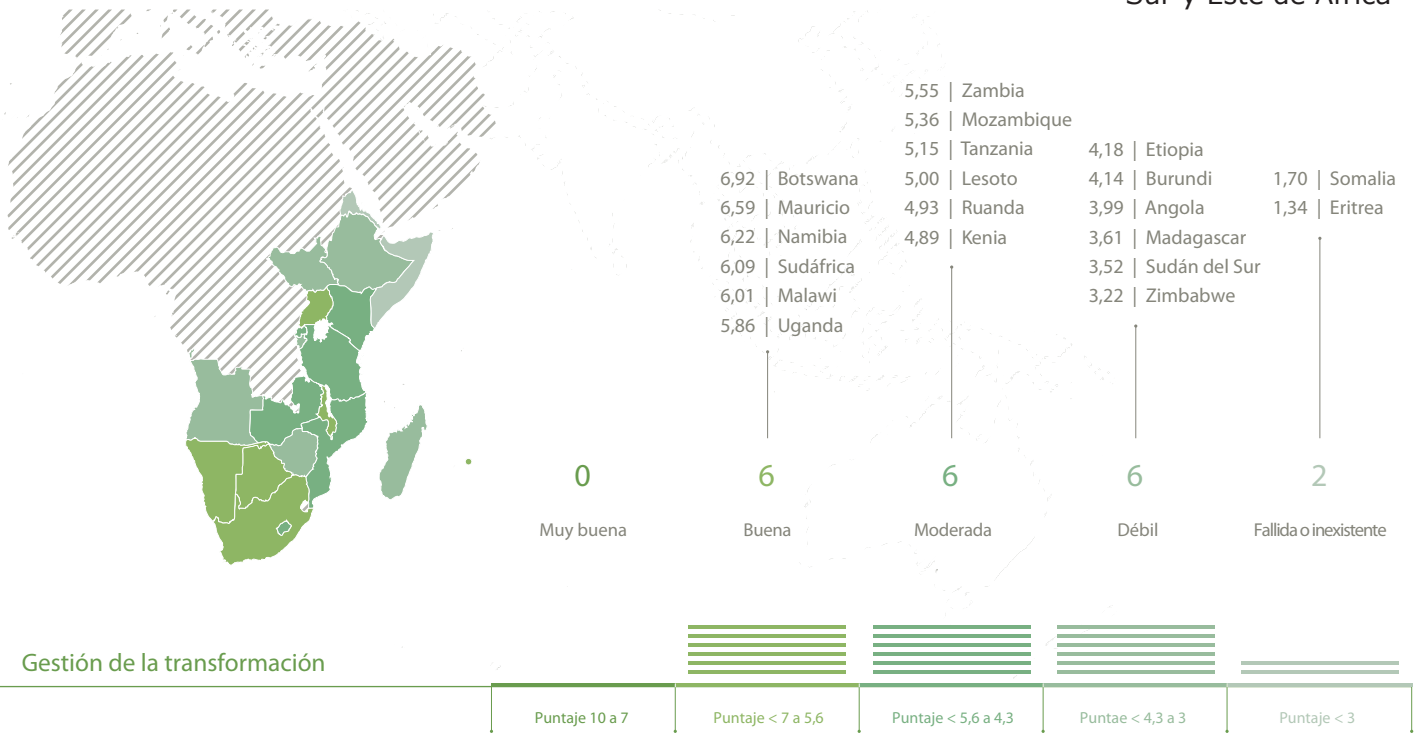 Sur y Este de África
6,92 | Botswana
6,59 | Mauricio
6,22 | Namibia
6,09 | Sudáfrica
6,01 | Malawi
5,86 | Uganda
5,55 | Zambia
5,36 | Mozambique
5,15 | Tanzania
5,00 | Lesoto
4,93 | Ruanda
4,89 | Kenia
4,18 | Etiopia
4,14 | Burundi
3,99 | Angola
3,61 | Madagascar
3,52 | Sudán del Sur
3,22 | Zimbabwe
1,70 | Somalia
1,34 | Eritrea
0
Muy buena
6
Buena
6
Moderada
6
Débil
2
Fallida o inexistente
Gestión de la transformación
Puntaje 10 a 7
Puntaje < 7 a 5,6
Puntaje < 5,6 a 4,3
Puntae < 4,3 a 3
Puntaje < 3